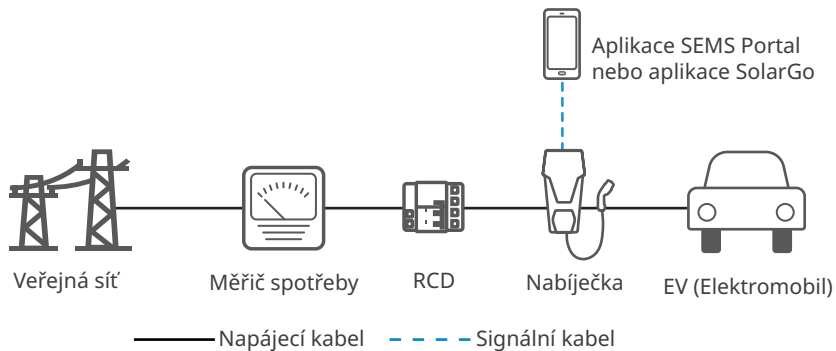 Aplikace SEMS Portal
nebo aplikace SolarGo
Veřejná síť
Měřič spotřeby
RCD
Nabíječka
EV (Elektromobil)
Napájecí kabel
Signální kabel